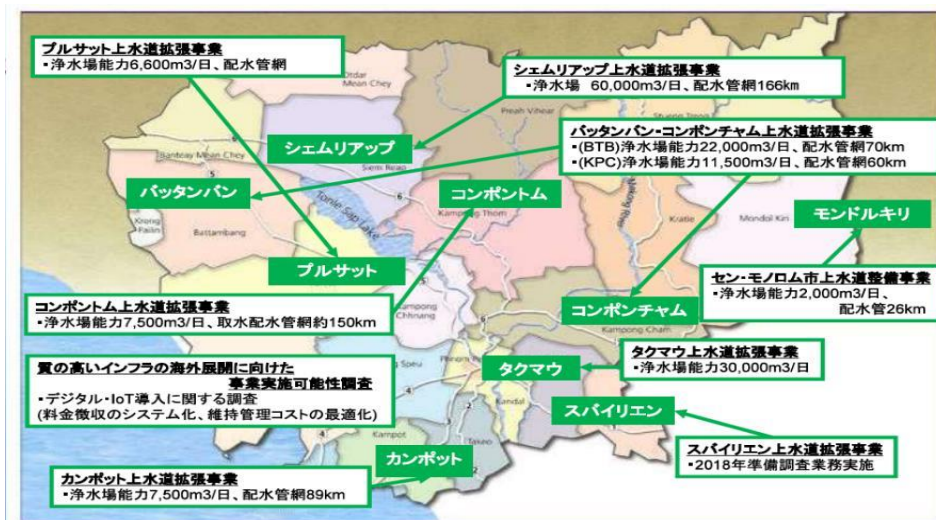 プルサット上水道拡張事業
・浄水場能力6,600m3/日、配水管網
シェムリアップ上水道拡張事業
・浄水場 60,000m3/日、配水管網166km
バッタンバン・コンポンチャム上水道拡張事業
・(BTB)浄水場能力22,000m3/日、配水管網70km
・(KPC)浄水場能力11,500m3/日、配水管網60km
Otdar Mean Chey
Preah Vihear
Stueng Treng
シェムリアップ
Banteay Mean Chey
Siem Reap
6
5
バッタンバン
コンポントム
Tonle Sap Lake
6
Kampong Thom
Mekong River
Kratie
Mondol Kiri
モンドルキリ
Krong Pailin
Battambang
プルサット
セン・モノロム市上水道整備事業
・浄水場能力2,000m3/日、
配水管26km
コンポントム上水道拡張事業
・浄水場能力7,500m3/日、取水配水管網約150km
5
Kampong Chhnang
6
コンポンチャム
Kampong Cham
質の高いインフラの海外展開に向けた
事業実施可能性調査
・デジタル・IoT導入に関する調査
(料金徴収のシステム化、維持管理コストの最適化)
Speu
タクマウ
タクマウ上水道拡張事業
・浄水場能力30,000m3/日
Kandal
4
2
1
スバイリエン
4
Kampot
Takeo
カンポット
2
スバイリエン上水道拡張事業
・2018年準備調査業務実施
カンポット上水道拡張事業
・浄水場能力7,500m3/日、配水管網89km